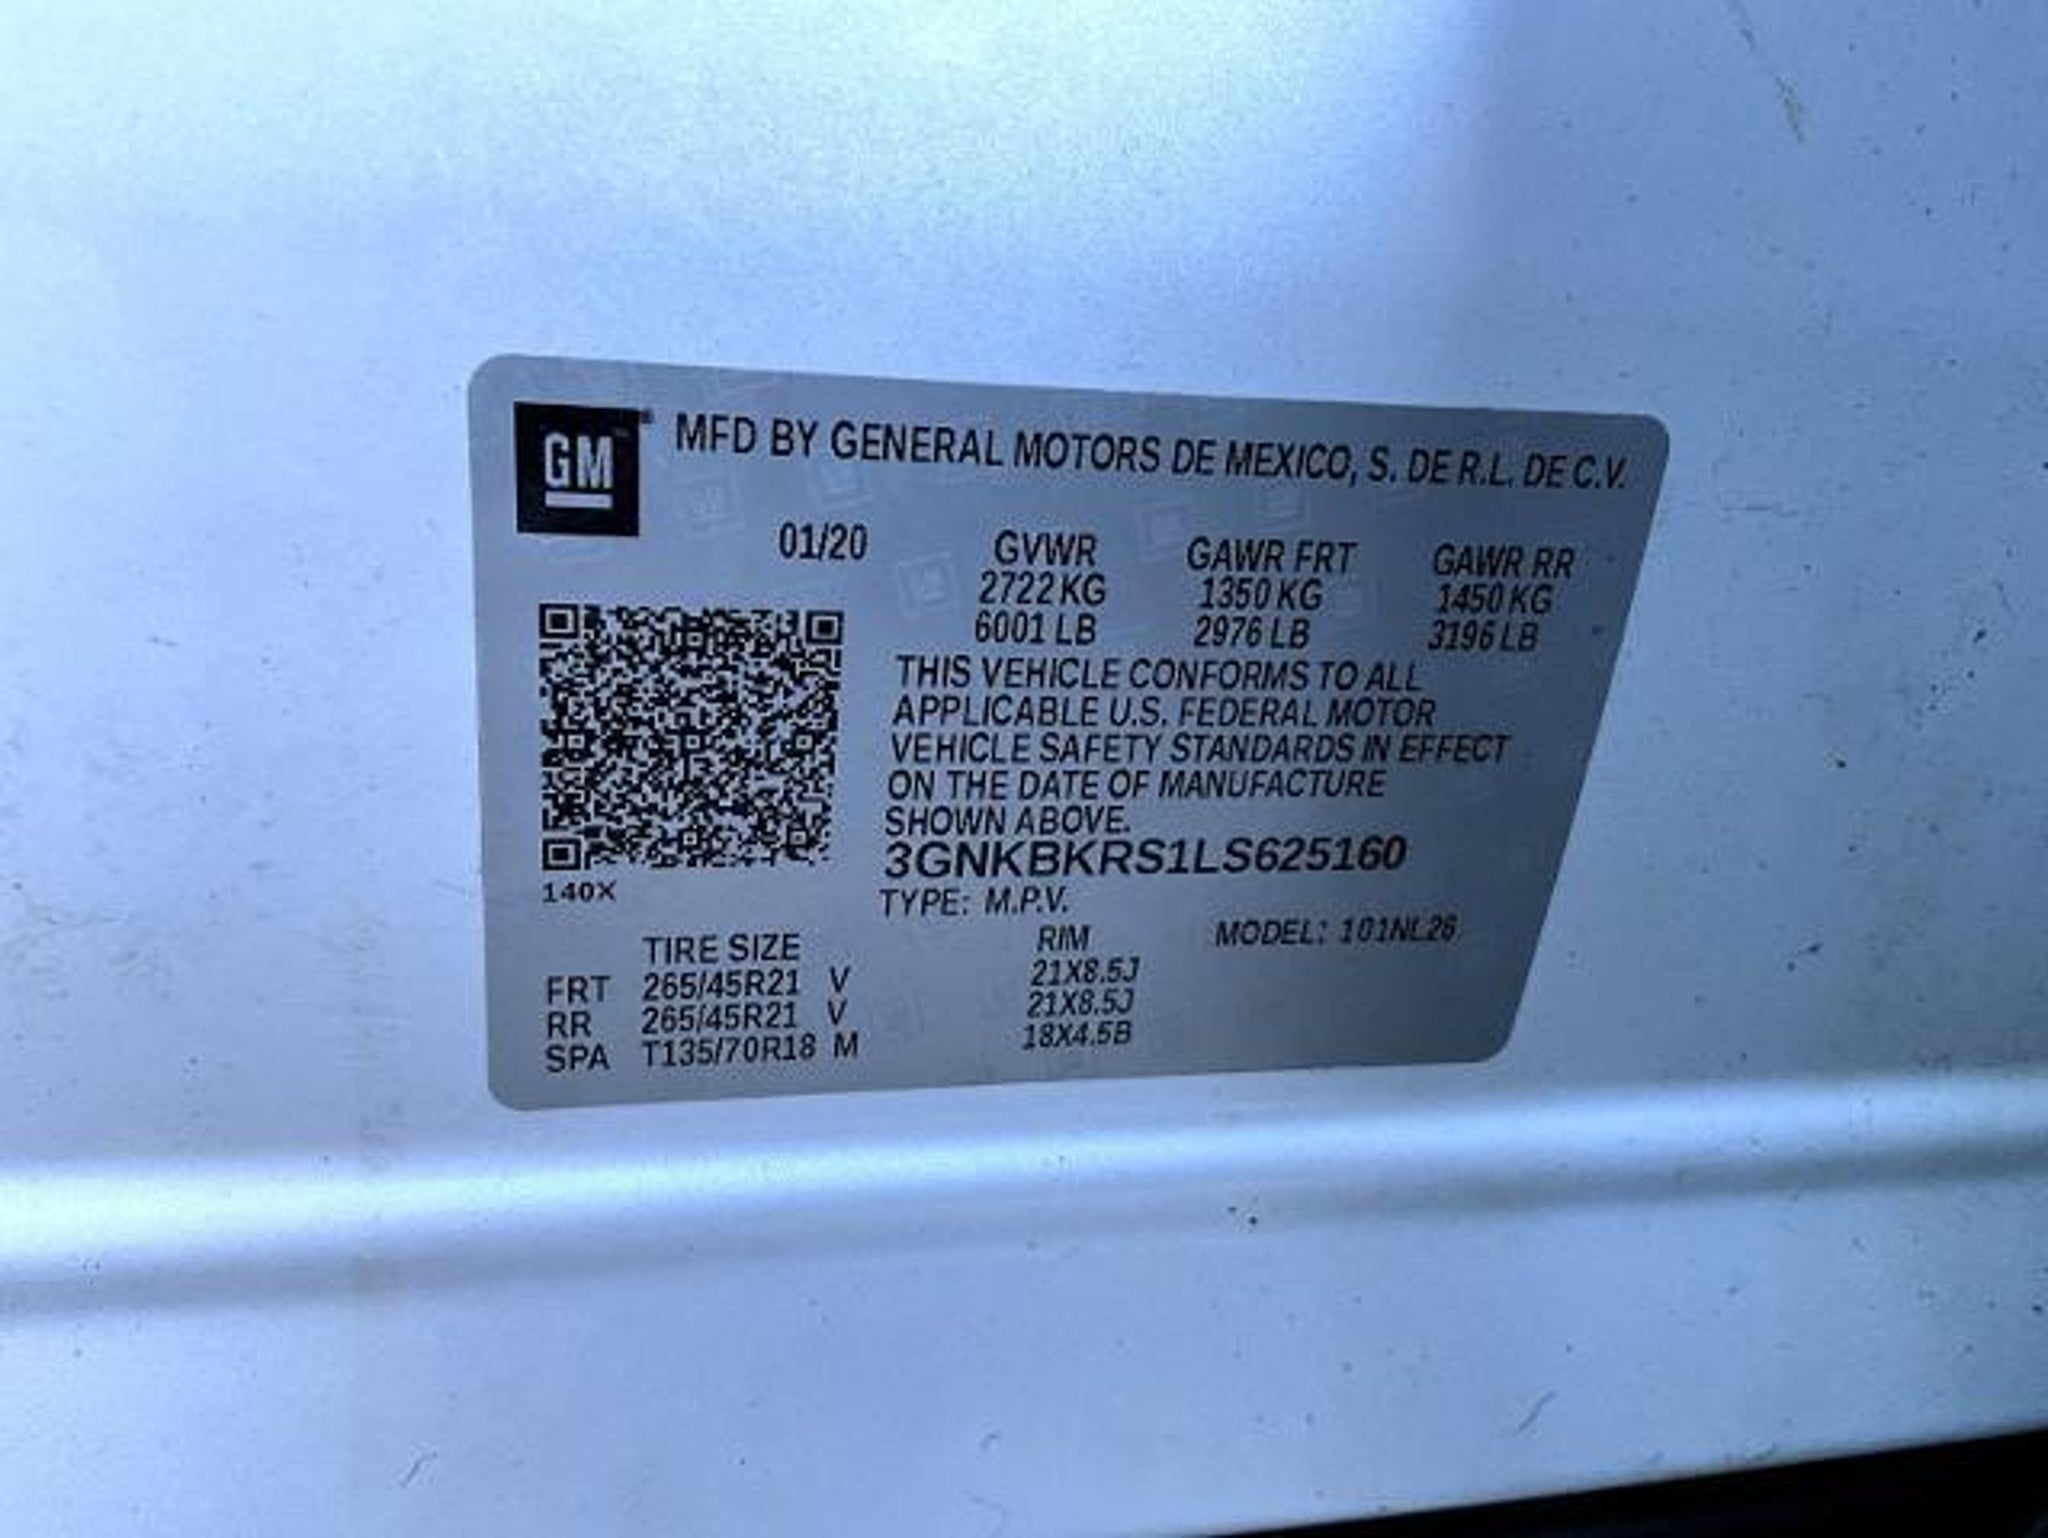 GM MFD BY GENERAL MOTORS DE MEXICO, S. DE R.L. DE C.V.
01/20 GVWR GAWR FRT GAWR RR
2722 KG 1350 KG 1450 KG
6001 LB 2976 LB 3196 LB
THIS VEHICLE CONFORMS TO ALL
APPLICABLE U.S. FEDERAL MOTOR
VEHICLE SAFETY STANDARDS IN EFFECT
ON THE DATE OF MANUFACTURE
SHOWN ABOVE.
3GNKBKRS1LS625160
140X
TYPE: M.P.V. MODEL: 101NL26
TIRE SIZE RIM
FRT 265/45R21 V 21X8.5J
RR 265/45R21 V 21X8.5J
SPA T135/70R18 M 18X4.5B